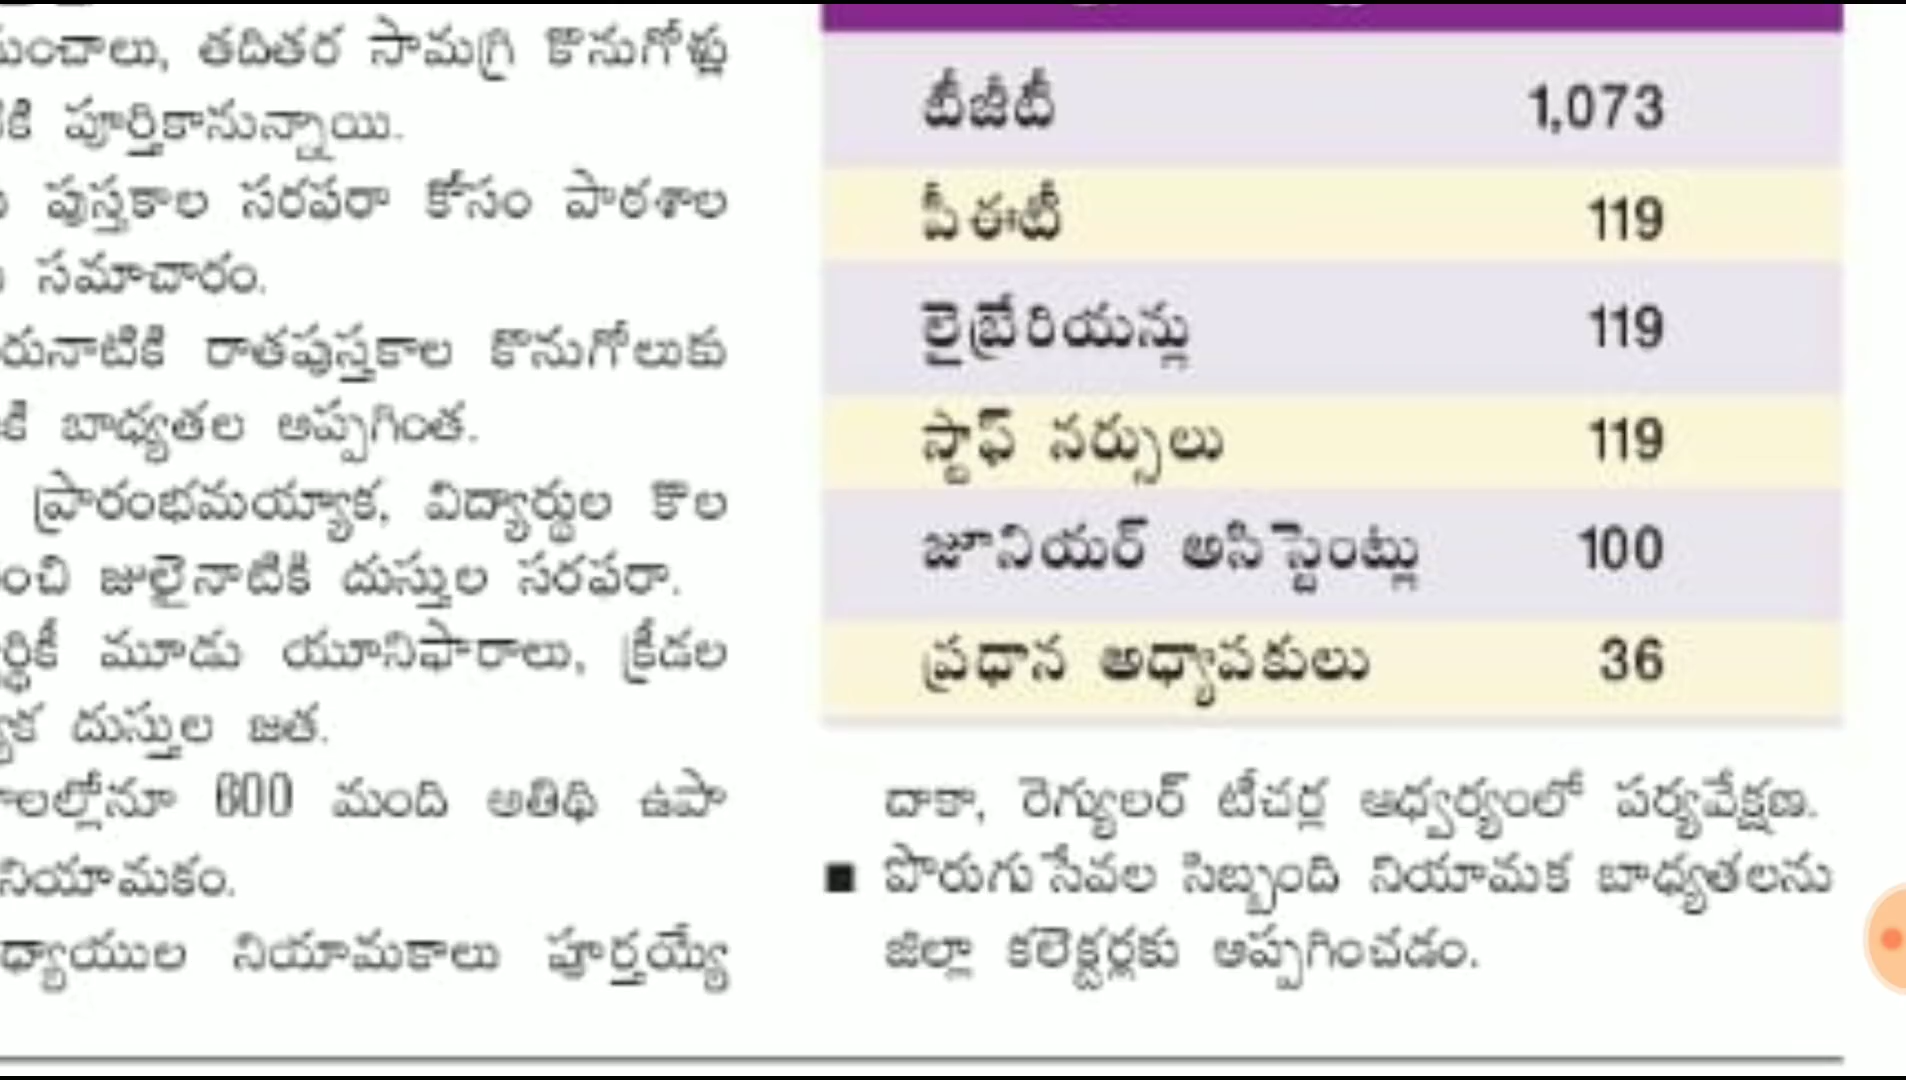 తదితర సామగ్రి కొనుగోళ్లు
పూర్తికానున్నాయి.
పుస్తకాల సరఫరా కోసం పాఠశాల
సమాచారం.
రాతపుస్తకాల కొనుగోలుకు
బాధ్యతల అప్పగింత.
ప్రారంభమయ్యాక, విద్యార్థుల కొల
జులైనాటికి దుస్తుల సరఫరా.
మూడు యూనిఫారాలు, క్రీడల
దుస్తుల జత.
600 మంది అతిథి ఉపా
నియామకం.
నియామకాలు పూర్తయ్యే
టీజీటీ 1,073
పీఈటీ 119
లైబ్రేరియన్లు 119
స్టాఫ్ నర్సులు 119
జూనియర్ అసిస్టెంట్లు 100
ప్రధాన అధ్యాపకులు 36
దాకా, రెగ్యులర్ టీచర్ల ఆధ్వర్యంలో పర్యవేక్షణ.
■ పొరుగుసేవల సిబ్బంది నియామక బాధ్యతలను
జిల్లా కలెక్టర్లకు అప్పగించడం.